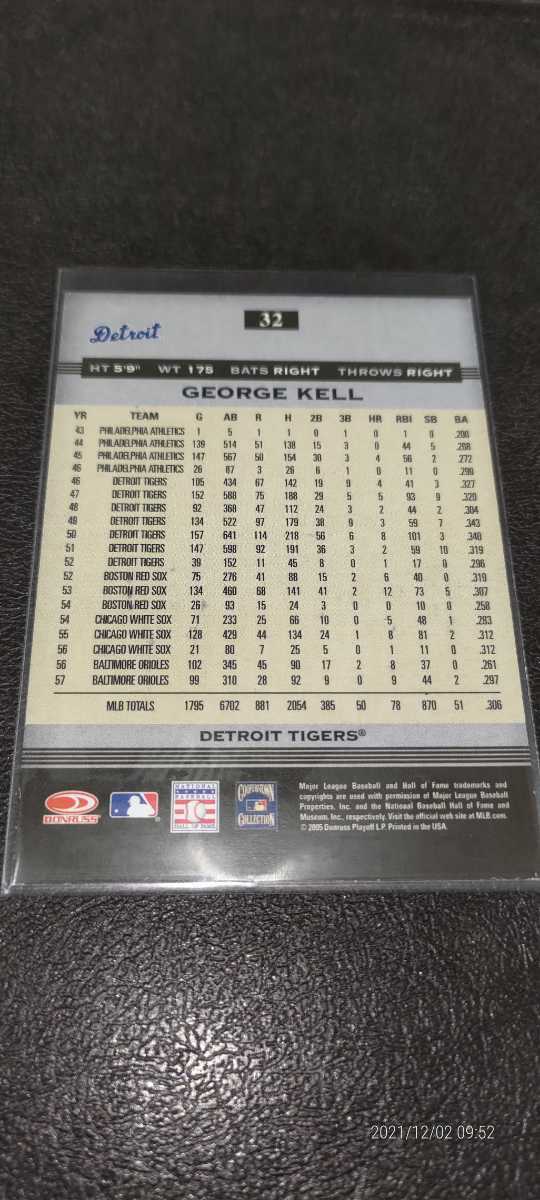 32
Detroit
HT 5'9" WT 175 BATS RIGHT THROWS RIGHT
GEORGE KELL
YR TEAM G AB R H 2B 3B HR RBI SB BA
43 PHILADELPHIA ATHLETICS 1 5 1 1 0 1 0 1 0 .200
44 PHILADELPHIA ATHLETICS 139 514 51 138 15 3 0 44 5 .268
45 PHILADELPHIA ATHLETICS 147 567 50 154 30 3 4 56 2 .272
46 PHILADELPHIA ATHLETICS 26 87 3 26 6 1 0 11 0 .299
46 DETROIT TIGERS 105 434 67 142 19 9 4 41 3 .327
47 DETROIT TIGERS 152 588 75 188 29 5 5 93 9 .320
48 DETROIT TIGERS 92 368 47 112 24 3 2 44 2 .304
49 DETROIT TIGERS 134 522 97 179 38 9 3 59 7 .343
50 DETROIT TIGERS 157 641 114 218 56 6 8 101 3 .340
51 DETROIT TIGERS 147 598 92 191 36 3 2 59 10 .319
52 DETROIT TIGERS 39 152 11 45 8 0 1 17 0 .296
52 BOSTON RED SOX 75 276 41 88 15 2 6 40 0 .319
53 BOSTON RED SOX 134 460 68 141 41 2 12 73 5 .307
54 BOSTON RED SOX 26 93 15 24 3 0 0 10 0 .258
54 CHICAGO WHITE SOX 71 233 25 66 10 0 5 48 1 .283
55 CHICAGO WHITE SOX 128 429 44 134 24 1 8 81 2 .312
56 CHICAGO WHITE SOX 21 80 7 25 5 0 1 11 0 .312
56 BALTIMORE ORIOLES 102 345 45 90 17 2 8 37 0 .261
57 BALTIMORE ORIOLES 99 310 28 92 9 0 9 44 2 .297
MLB TOTALS 1795 6702 881 2054 385 50 78 870 51 .306
DETROIT TIGERS®
DONRUSS
NATIONAL
BASEBALL
HALL OF FAME
COOPERSTOWN
COLLECTION
Major League Baseball and Hall of Fame trademarks and
copyrights are used with permission of Major League Baseball
Properties, Inc. and the National Baseball Hall of Fame and
Museum, Inc., respectively. Visit the official web site at MLB.com.
© 2005 Donruss Playoff L.P. Printed in the USA.
2021/12/02 09:52